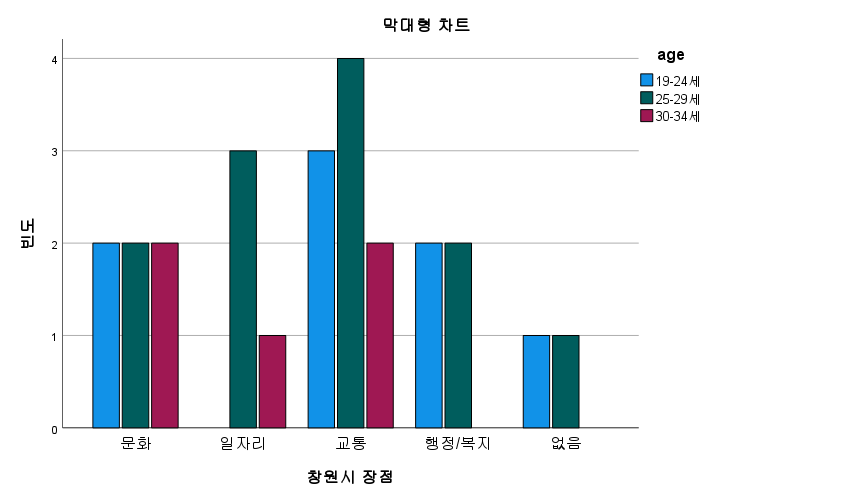 막대형 차트
age
19-24세
25-29세
30-34세
빈도
4
3
2
1
0
문화 일자리 교통 행정/복지 없음
창원시 장점